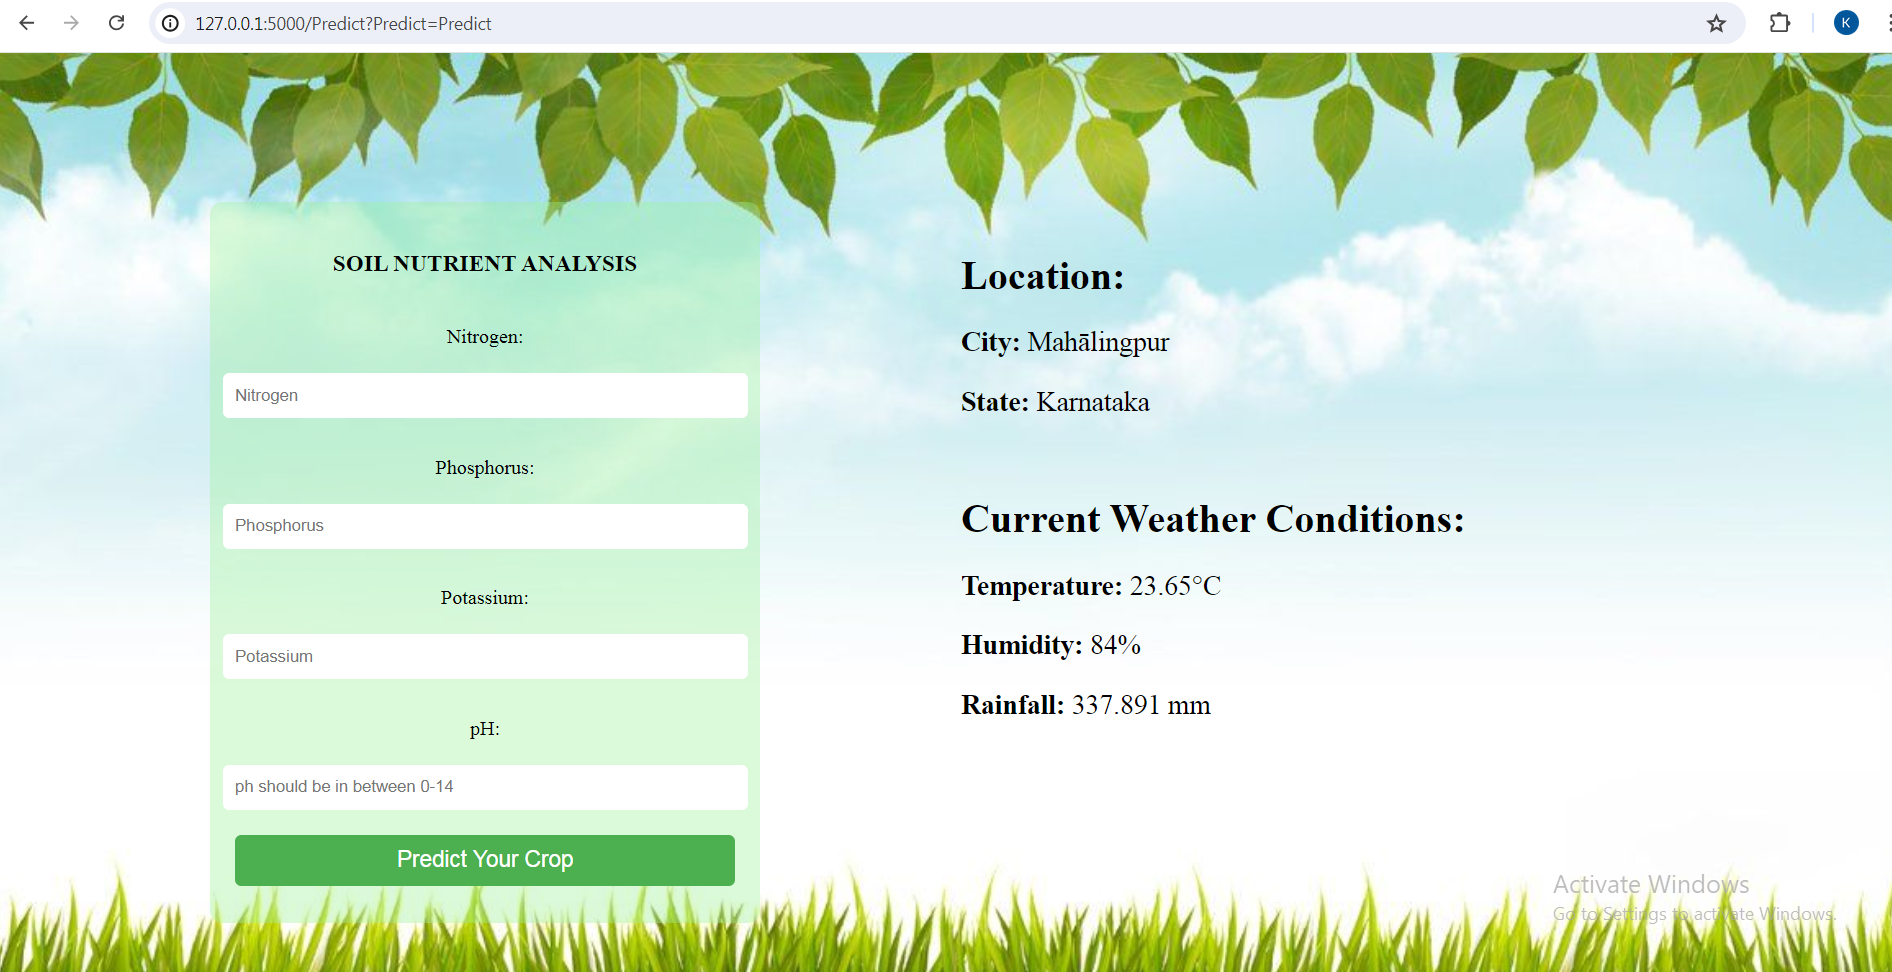 127.0.0.1:5000/Predict?Predict=Predict
K
SOIL NUTRIENT ANALYSIS
Nitrogen:
Nitrogen
Phosphorus:
Phosphorus
Potassium:
Potassium
pH:
ph should be in between 0-14
Predict Your Crop
Location:
City: Mahālingpur
State: Karnataka
Current Weather Conditions:
Temperature: 23.65°C
Humidity: 84%
Rainfall: 337.891 mm
Activate Windows
Go to Settings to activate Windows.